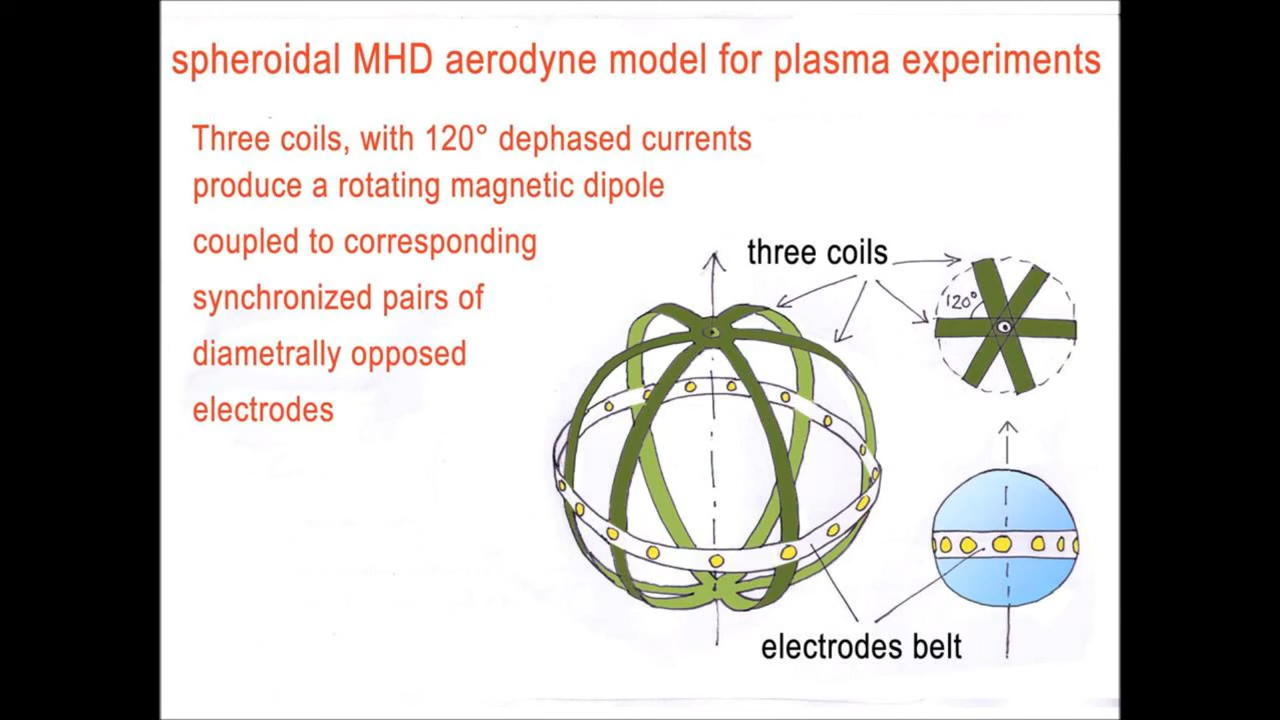 spheroidal MHD aerodyne model for plasma experiments
Three coils, with 120° dephased currents
produce a rotating magnetic dipole
coupled to corresponding
synchronized pairs of
diametrally opposed
electrodes
three coils
120°
electrodes belt